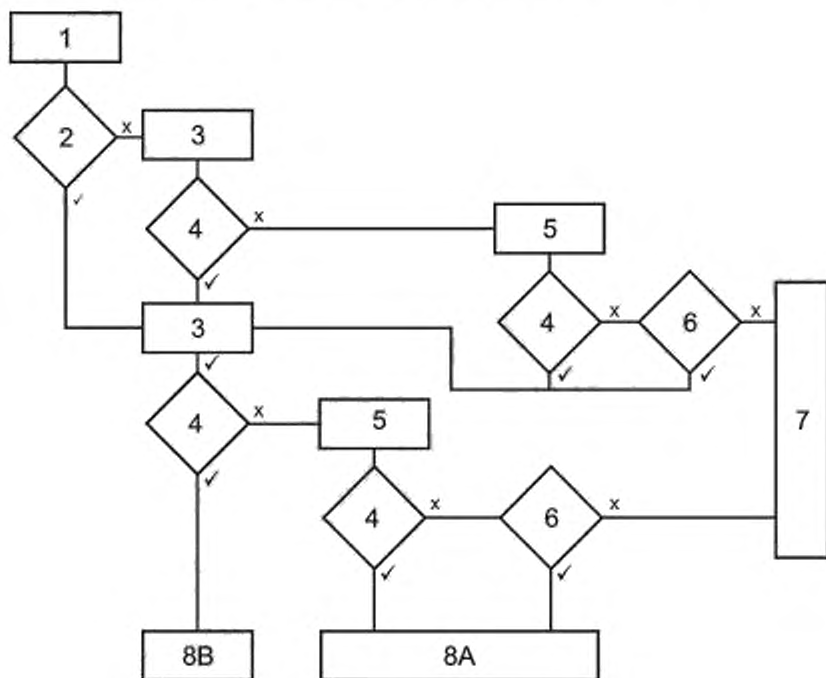 1
2 x 3
✓
4 x 5
✓
4 x 6 x
3 ✓ ✓
✓
4 x 5 7
✓
4 x 6 x
✓ ✓
8B 8A